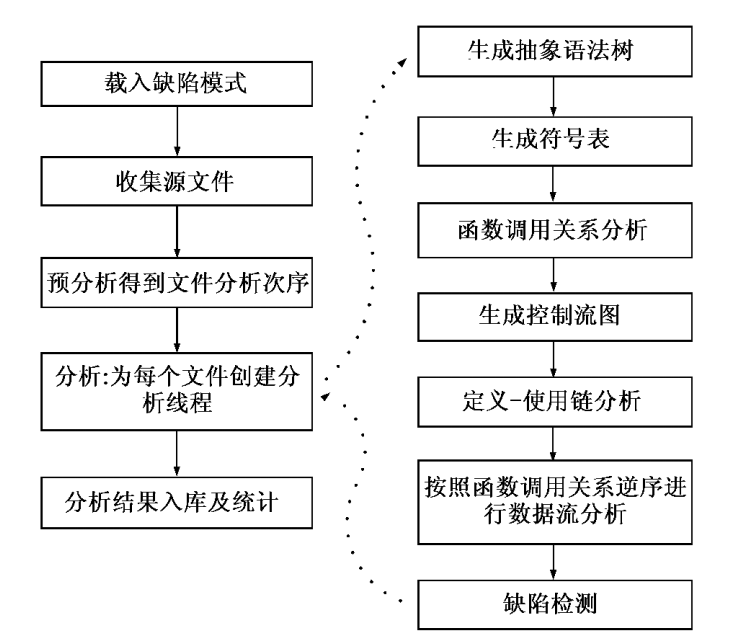 载入缺陷模式
收集源文件
预分析得到文件分析次序
分析:为每个文件创建分
析线程
分析结果入库及统计
生成抽象语法树
生成符号表
函数调用关系分析
生成控制流图
定义-使用链分析
按照函数调用关系逆序进
行数据流分析
缺陷检测